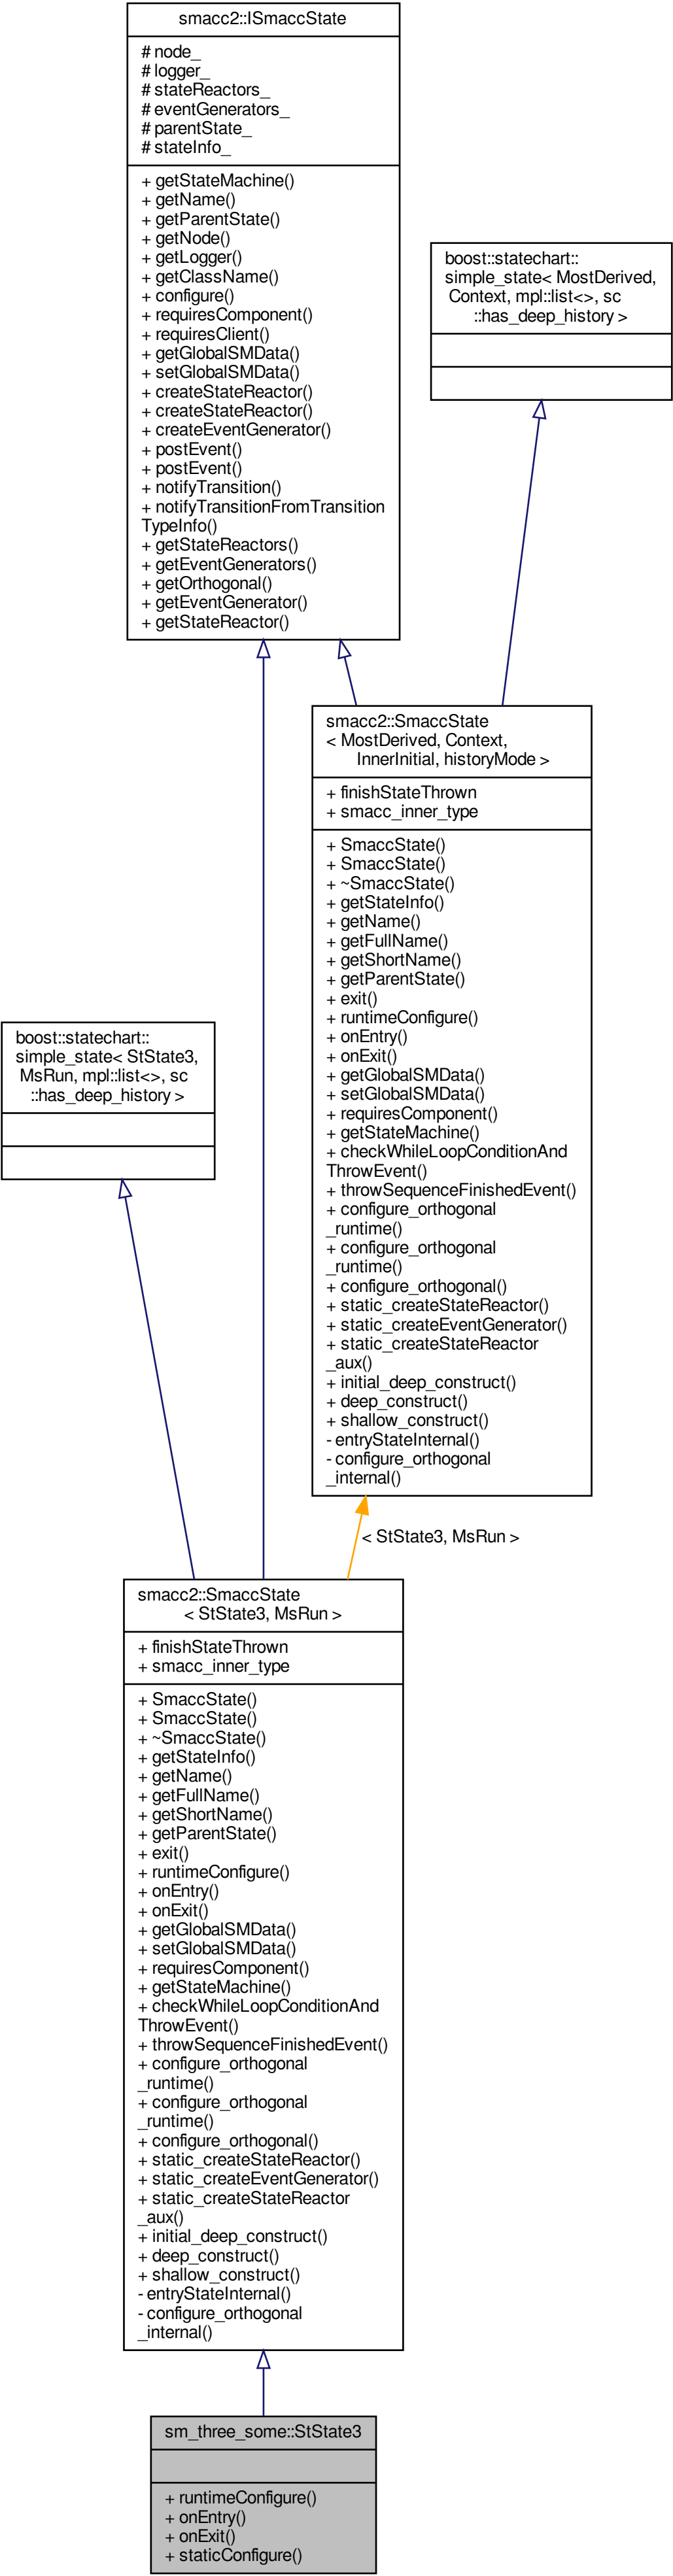 smacc2::ISmaccState
# node_
# logger_
# stateReactors_
# eventGenerators_
# parentState_
# stateInfo_
+ getStateMachine()
+ getName()
+ getParentState()
+ getNode()
+ getLogger()
+ getClassName()
+ configure()
+ requiresComponent()
+ requiresClient()
+ getGlobalSMData()
+ setGlobalSMData()
+ createStateReactor()
+ createStateReactor()
+ createEventGenerator()
+ postEvent()
+ postEvent()
+ notifyTransition()
+ notifyTransitionFromTransition
TypeInfo()
+ getStateReactors()
+ getEventGenerators()
+ getOrthogonal()
+ getEventGenerator()
+ getStateReactor()
boost::statechart::
simple_state< MostDerived,
Context, mpl::list<>, sc
::has_deep_history >
smacc2::SmaccState
< MostDerived, Context,
InnerInitial, historyMode >
+ finishStateThrown
+ smacc_inner_type
+ SmaccState()
+ SmaccState()
+ ~SmaccState()
+ getStateInfo()
+ getName()
+ getFullName()
+ getShortName()
+ getParentState()
+ exit()
+ runtimeConfigure()
+ onEntry()
+ onExit()
+ getGlobalSMData()
+ setGlobalSMData()
+ requiresComponent()
+ getStateMachine()
+ checkWhileLoopConditionAnd
ThrowEvent()
+ throwSequenceFinishedEvent()
+ configure_orthogonal
_runtime()
+ configure_orthogonal
_runtime()
+ configure_orthogonal()
+ static_createStateReactor()
+ static_createEventGenerator()
+ static_createStateReactor
_aux()
+ initial_deep_construct()
+ deep_construct()
+ shallow_construct()
- entryStateInternal()
- configure_orthogonal
_internal()
boost::statechart::
simple_state< StState3,
MsRun, mpl::list<>, sc
::has_deep_history >
< StState3, MsRun >
smacc2::SmaccState
< StState3, MsRun >
+ finishStateThrown
+ smacc_inner_type
+ SmaccState()
+ SmaccState()
+ ~SmaccState()
+ getStateInfo()
+ getName()
+ getFullName()
+ getShortName()
+ getParentState()
+ exit()
+ runtimeConfigure()
+ onEntry()
+ onExit()
+ getGlobalSMData()
+ setGlobalSMData()
+ requiresComponent()
+ getStateMachine()
+ checkWhileLoopConditionAnd
ThrowEvent()
+ throwSequenceFinishedEvent()
+ configure_orthogonal
_runtime()
+ configure_orthogonal
_runtime()
+ configure_orthogonal()
+ static_createStateReactor()
+ static_createEventGenerator()
+ static_createStateReactor
_aux()
+ initial_deep_construct()
+ deep_construct()
+ shallow_construct()
- entryStateInternal()
- configure_orthogonal
_internal()
sm_three_some::StState3
+ runtimeConfigure()
+ onEntry()
+ onExit()
+ staticConfigure()